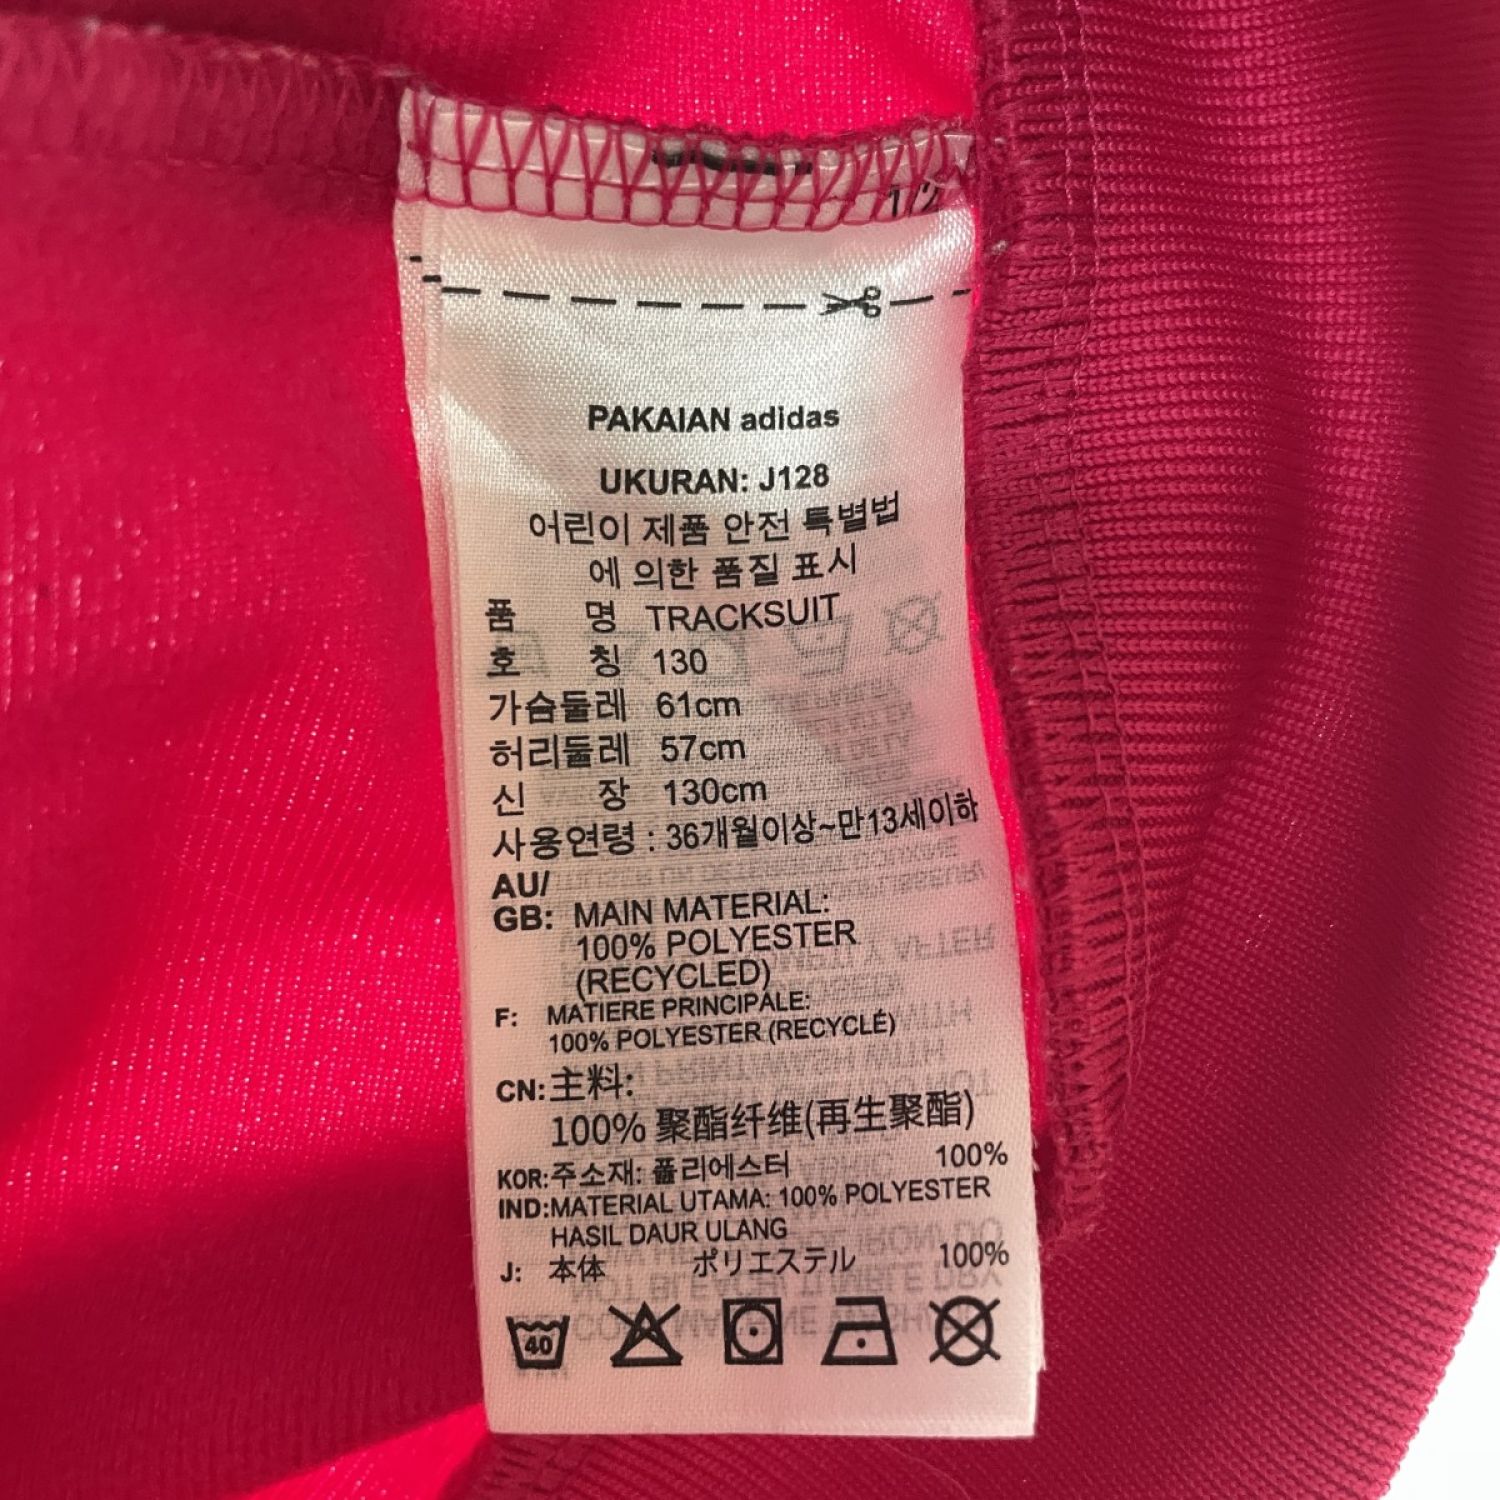 1/2
PAKAIAN adidas
UKURAN: J128
어린이 제품 안전 특별법
에 의한 품질 표시
품 명 TRACKSUIT
호 칭 130
가슴둘레 61cm
허리둘레 57cm
신 장 130cm
사용연령 : 36개월이상~만13세이하
AU/
GB: MAIN MATERIAL:
100% POLYESTER
(RECYCLED)
F: MATIERE PRINCIPALE:
100% POLYESTER (RECYCLÉ)
CN: 主料:
100% 聚酯纤维(再生聚酯)
KOR: 주소재: 폴리에스터 100%
IND: MATERIAL UTAMA: 100% POLYESTER
HASIL DAUR ULANG
J: 本体 ポリエステル 100%
40